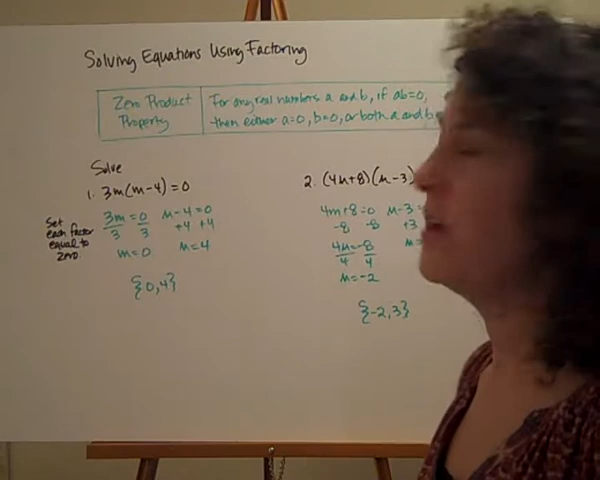 Solving Equations Using Factoring
Zero Product
Property
For any real numbers a and b, if ab=0,
then either a=0, b=0, or both a and b
Solve
1. 3m(m-4)=0
3m=0 m-4=0
3 3 +4 +4
m=0 m=4
{0,4}
Set
each factor
equal to
zero.
2. (4m+8)(m-3)
4m+8=0 m-3=
-8 -8 +3
4m=-8 m=
4 4
m=-2
{-2,3}